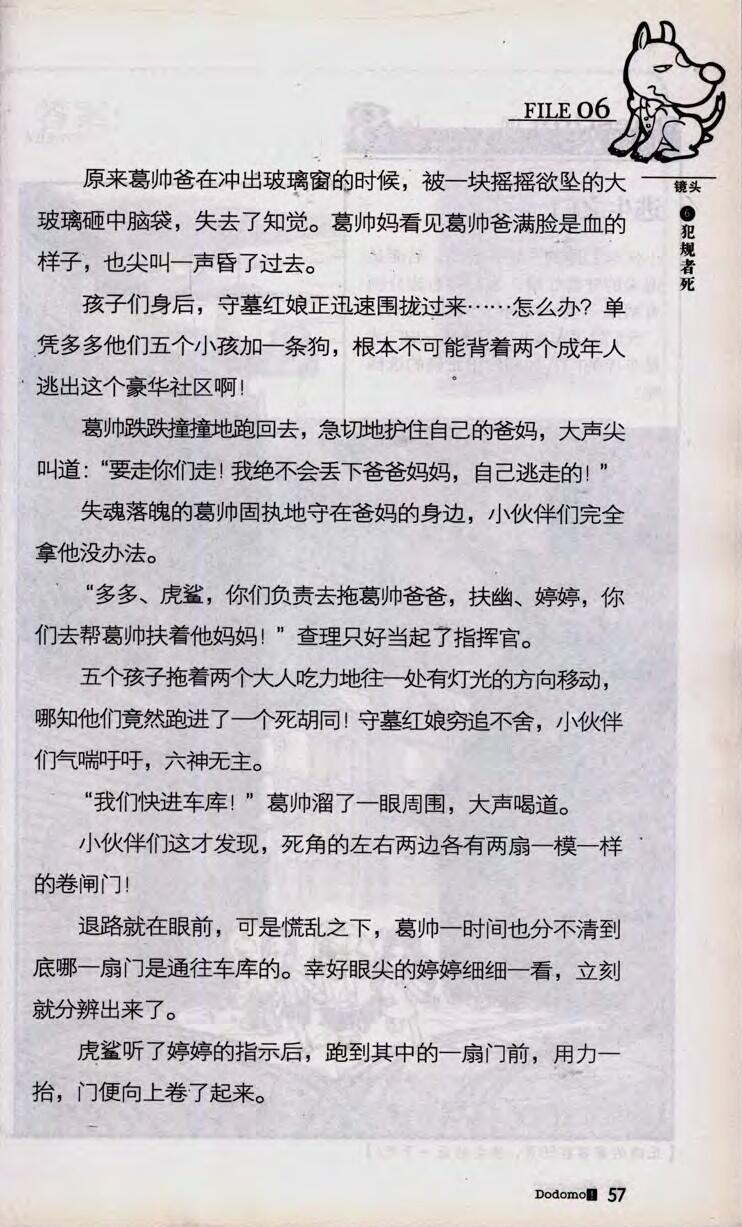 FILE 06
镜头
6
犯规者死
原来葛帅爸在冲出玻璃窗的时候，被一块摇摇欲坠的大
玻璃砸中脑袋，失去了知觉。葛帅妈看见葛帅爸满脸是血的
样子，也尖叫一声昏了过去。
孩子们身后，守墓红娘正迅速围拢过来……怎么办？单
凭多多他们五个小孩加一条狗，根本不可能背着两个成年人
逃出这个豪华社区啊！
葛帅跌跌撞撞地跑回去，急切地护住自己的爸妈，大声尖
叫道：“要走你们走！我绝不会丢下爸爸妈妈，自己逃走的！”
失魂落魄的葛帅固执地守在爸妈的身边，小伙伴们完全
拿他没办法。
“多多、虎鲨，你们负责去拖葛帅爸爸，扶幽、婷婷，你
们去帮葛帅扶着他妈妈！”查理只好当起了指挥官。
五个孩子拖着两个大人吃力地往一处有灯光的方向移动，
哪知他们竟然跑进了一个死胡同！守墓红娘穷追不舍，小伙伴
们气喘吁吁，六神无主。
“我们快进车库！”葛帅溜了一眼周围，大声喝道。
小伙伴们这才发现，死角的左右两边各有两扇一模一样
的卷闸门！
退路就在眼前，可是慌乱之下，葛帅一时间也分不清到
底哪一扇门是通往车库的。幸好眼尖的婷婷细细一看，立刻
就分辨出来了。
虎鲨听了婷婷的指示后，跑到其中的一扇门前，用力一
抬，门便向上卷了起来。
Dodomo! 57